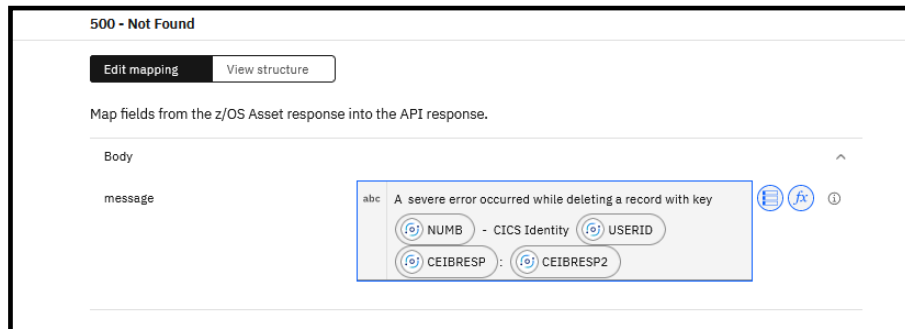 500 - Not Found
Edit mapping
View structure
Map fields from the z/OS Asset response into the API response.
Body
message
abc A severe error occurred while deleting a record with key
NUMB - CICS Identity USERID
CEIBRESP : CEIBRESP2
fx